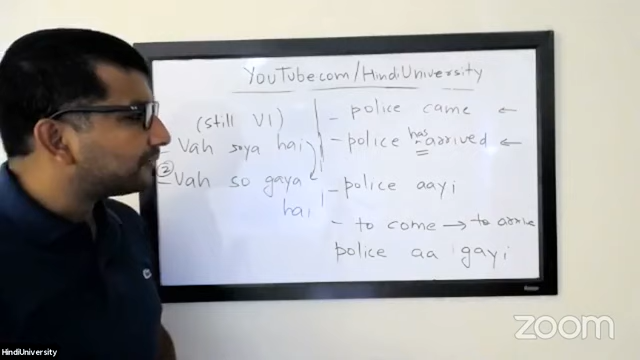 YouTube.com/HindiUniversity
(still VI)
- Vah soya hai
② - Vah so gaya
hai
- police came ←
- police has arrived ←
- police aayi
- to come → to arrive
police aa gayi
HindiUniversity
zoom